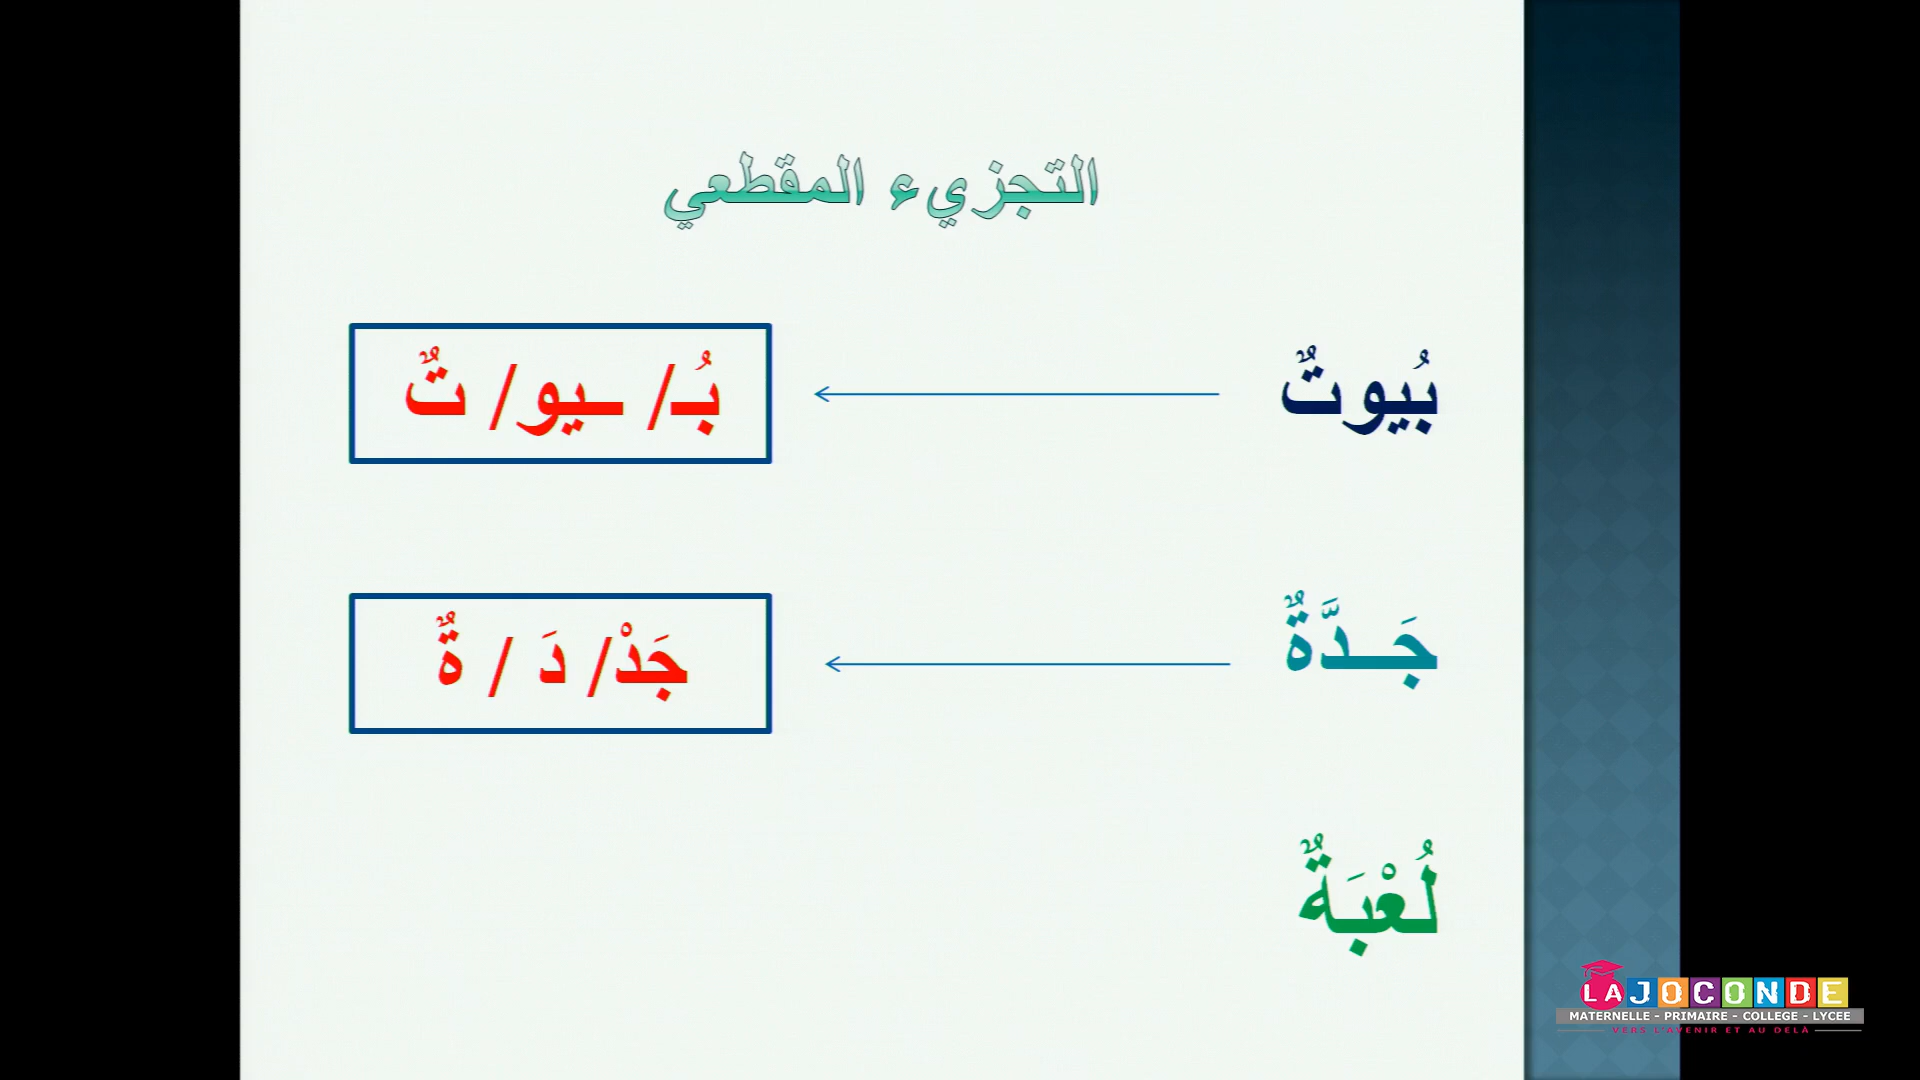 التجزيء المقطعي
بُيوتٌ بُـ/ ـيو/ تٌ
جَـدَّةٌ جَدْ/ دَ / ةٌ
لُعْبَةٌ
LAJOCONDE
MATERNELLE - PRIMAIRE - COLLEGE - LYCEE
VERS L'AVENIR ET AU DELÀ